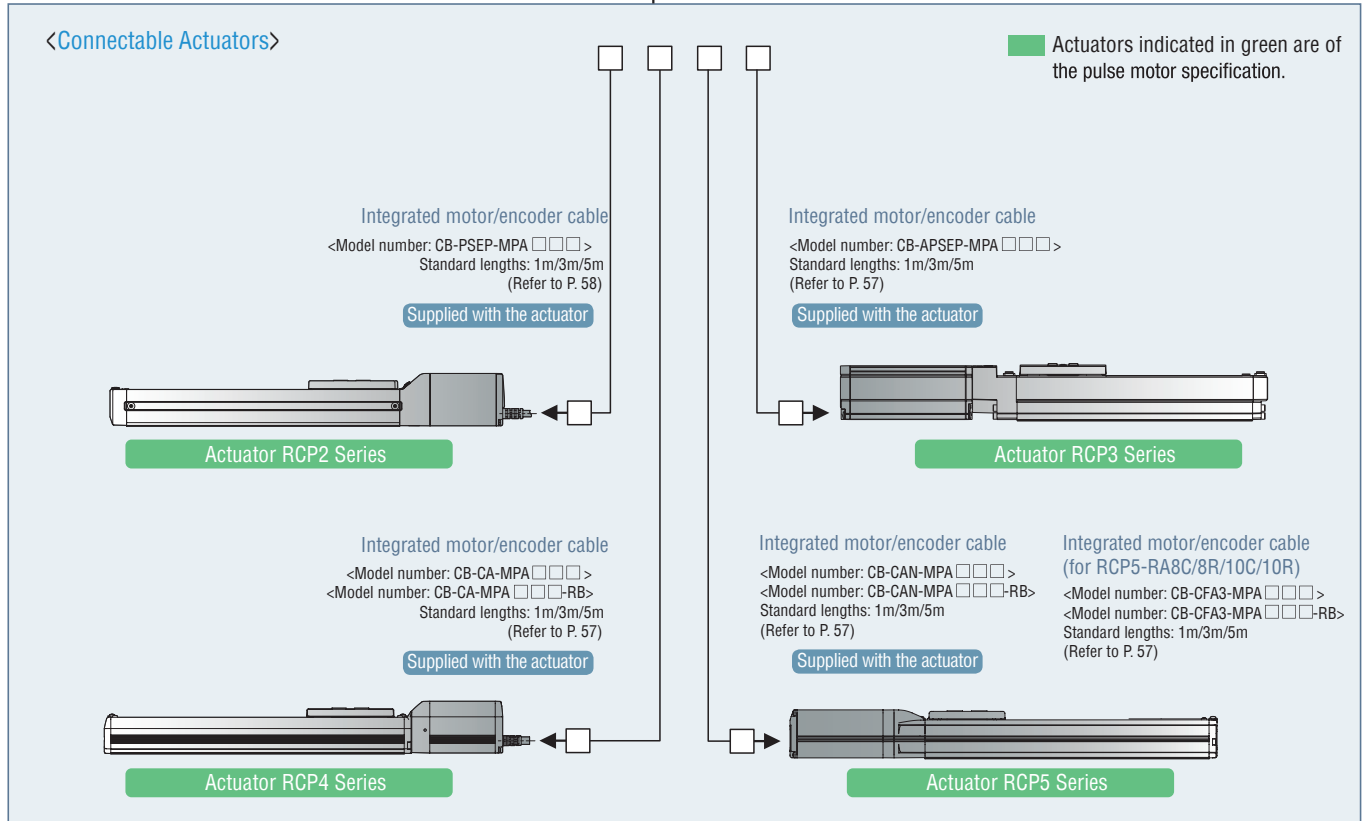 <Connectable Actuators>
Actuators indicated in green are of
the pulse motor specification.
Integrated motor/encoder cable
<Model number: CB-PSEP-MPA□□□>
Standard lengths: 1m/3m/5m
(Refer to P. 58)
Supplied with the actuator
Actuator RCP2 Series
Integrated motor/encoder cable
<Model number: CB-APSEP-MPA□□□>
Standard lengths: 1m/3m/5m
(Refer to P. 57)
Supplied with the actuator
Actuator RCP3 Series
Integrated motor/encoder cable
<Model number: CB-CA-MPA□□□>
<Model number: CB-CA-MPA□□□-RB>
Standard lengths: 1m/3m/5m
(Refer to P. 57)
Supplied with the actuator
Actuator RCP4 Series
Integrated motor/encoder cable
<Model number: CB-CAN-MPA□□□>
<Model number: CB-CAN-MPA□□□-RB>
Standard lengths: 1m/3m/5m
(Refer to P. 57)
Supplied with the actuator
Integrated motor/encoder cable
(for RCP5-RA8C/8R/10C/10R)
<Model number: CB-CFA3-MPA□□□>
<Model number: CB-CFA3-MPA□□□-RB>
Standard lengths: 1m/3m/5m
(Refer to P. 57)
Actuator RCP5 Series